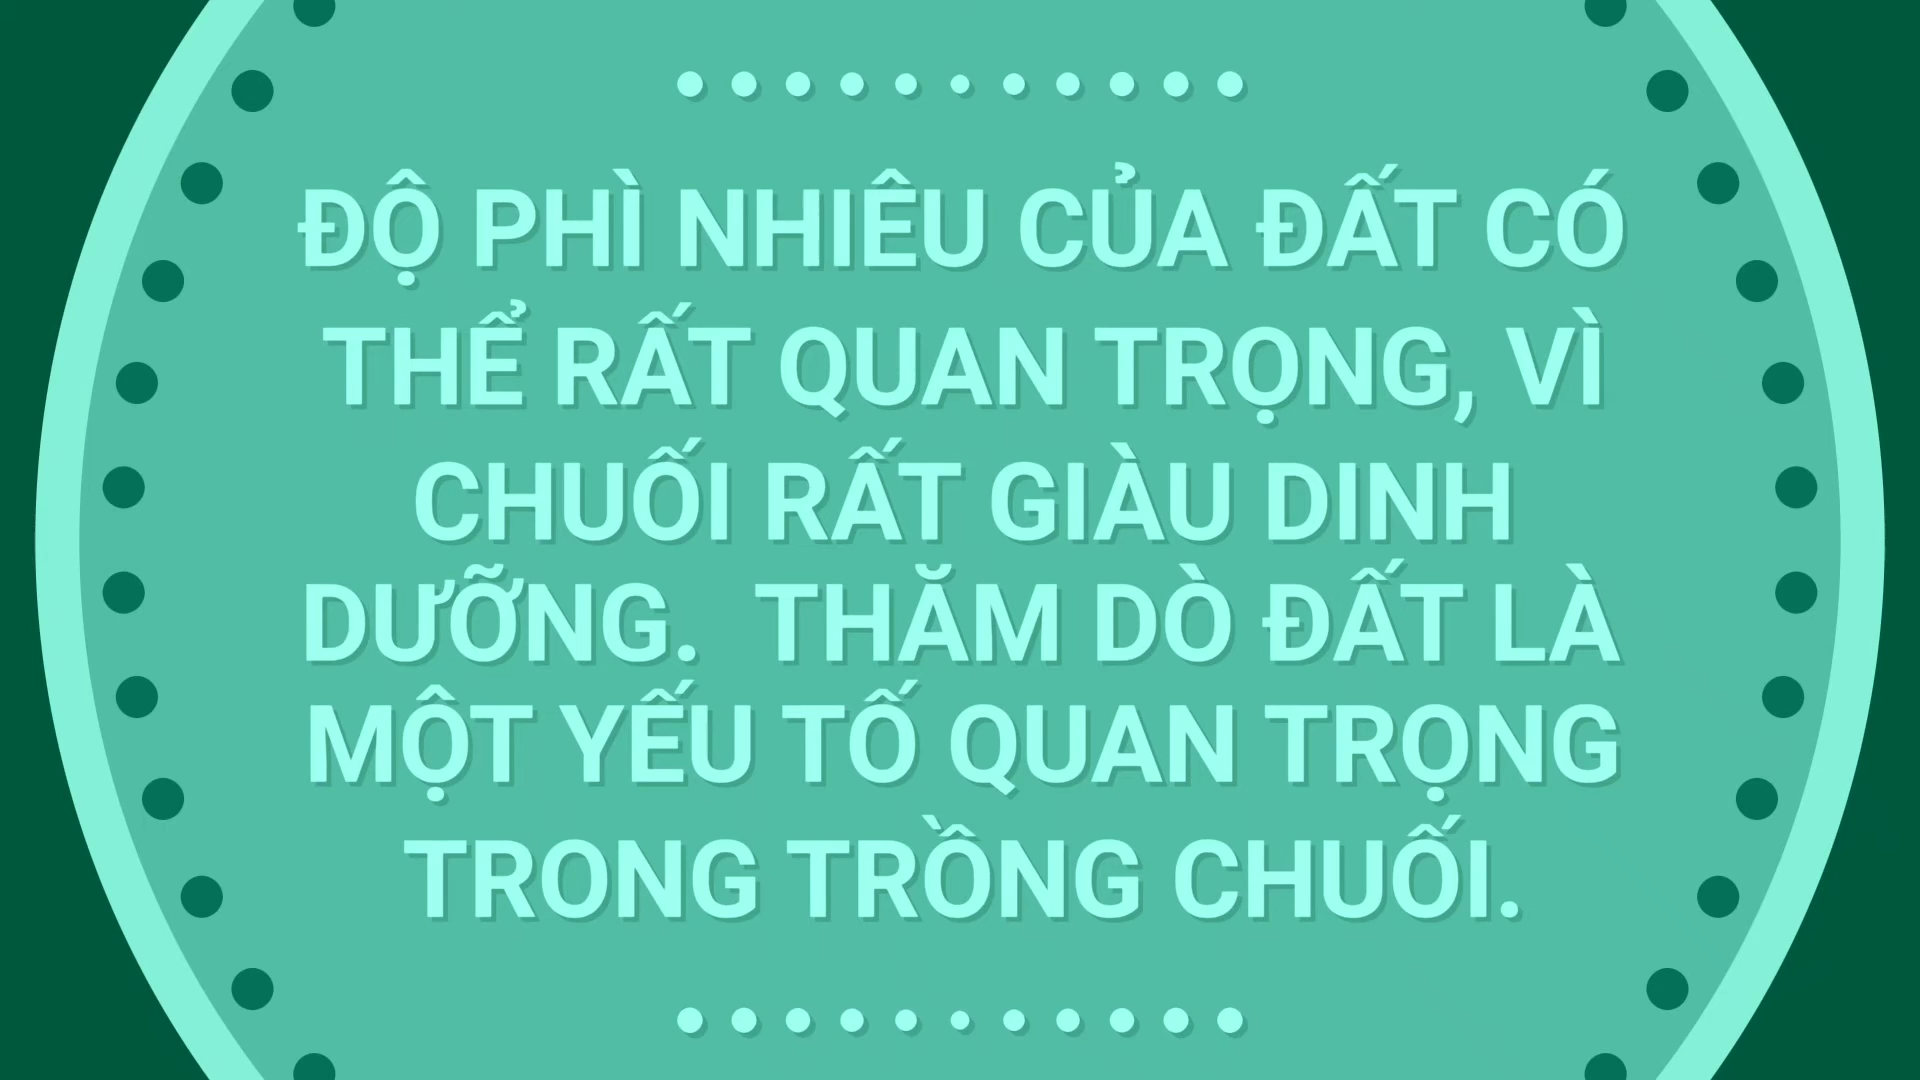 ĐỘ PHÌ NHIÊU CỦA ĐẤT CÓ
THỂ RẤT QUAN TRỌNG, VÌ
CHUỐI RẤT GIÀU DINH
DƯỠNG.  THĂM DÒ ĐẤT LÀ
MỘT YẾU TỐ QUAN TRỌNG
TRONG TRỒNG CHUỐI.